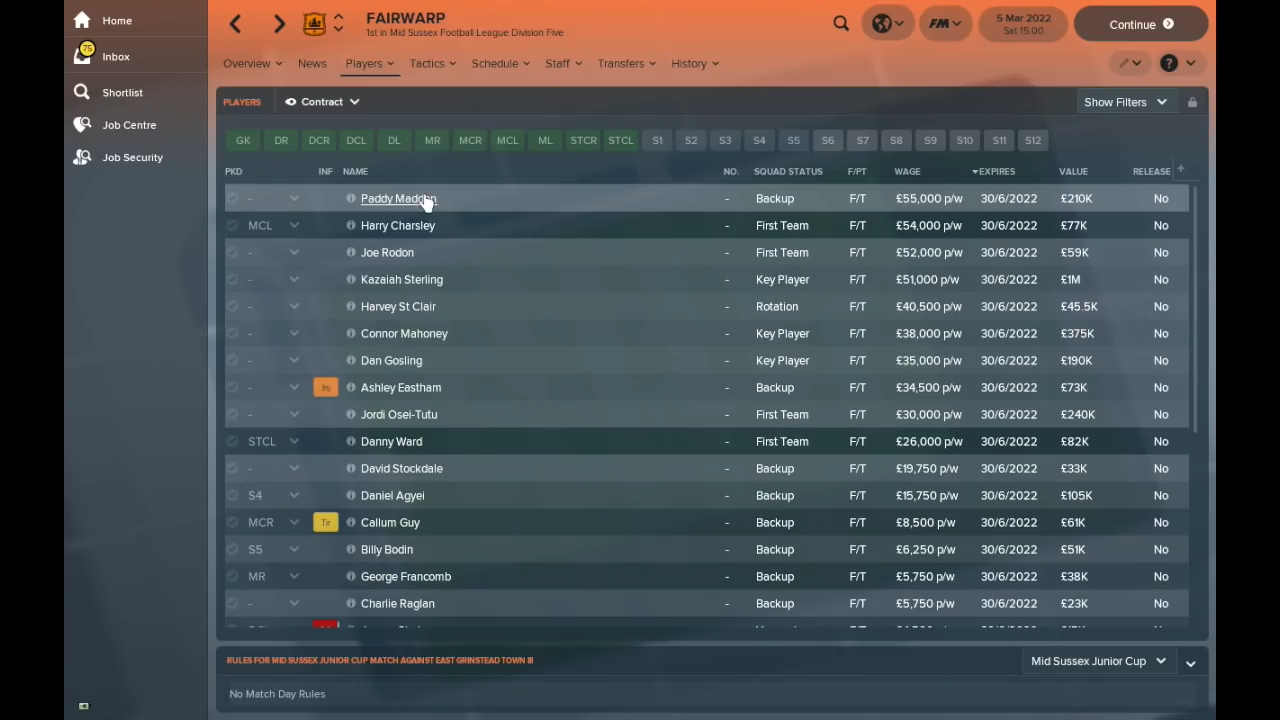 Home
75
Inbox
Shortlist
Job Centre
Job Security
FAIRWARP
1st in Mid Sussex Football League Division Five
FM
5 Mar 2022
Sat 15:00
Continue
Overview News Players Tactics Schedule Staff Transfers History
?
PLAYERS Contract Show Filters
GK DR DCR DCL DL MR MCR MCL ML STCR STCL S1 S2 S3 S4 S5 S6 S7 S8 S9 S10 S11 S12
PKD INF NAME NO. SQUAD STATUS F/PT WAGE EXPIRES VALUE RELEASE +
- Paddy Madden - Backup F/T £55,000 p/w 30/6/2022 £210K No
MCL Harry Charsley - First Team F/T £54,000 p/w 30/6/2022 £77K No
- Joe Rodon - First Team F/T £52,000 p/w 30/6/2022 £59K No
- Kazaiah Sterling - Key Player F/T £51,000 p/w 30/6/2022 £1M No
- Harvey St Clair - Rotation F/T £40,500 p/w 30/6/2022 £45.5K No
- Connor Mahoney - Key Player F/T £38,000 p/w 30/6/2022 £375K No
- Dan Gosling - Key Player F/T £35,000 p/w 30/6/2022 £190K No
- Inj Ashley Eastham - Backup F/T £34,500 p/w 30/6/2022 £73K No
- Jordi Osei-Tutu - First Team F/T £30,000 p/w 30/6/2022 £240K No
STCL Danny Ward - First Team F/T £26,000 p/w 30/6/2022 £82K No
- David Stockdale - Backup F/T £19,750 p/w 30/6/2022 £33K No
S4 Daniel Agyei - Backup F/T £15,750 p/w 30/6/2022 £105K No
MCR Tir Callum Guy - Backup F/T £8,500 p/w 30/6/2022 £61K No
S5 Billy Bodin - Backup F/T £6,250 p/w 30/6/2022 £51K No
MR George Francomb - Backup F/T £5,750 p/w 30/6/2022 £38K No
- Charlie Raglan - Backup F/T £5,750 p/w 30/6/2022 £23K No
RULES FOR MID SUSSEX JUNIOR CUP MATCH AGAINST EAST GRINSTEAD TOWN III Mid Sussex Junior Cup
No Match Day Rules